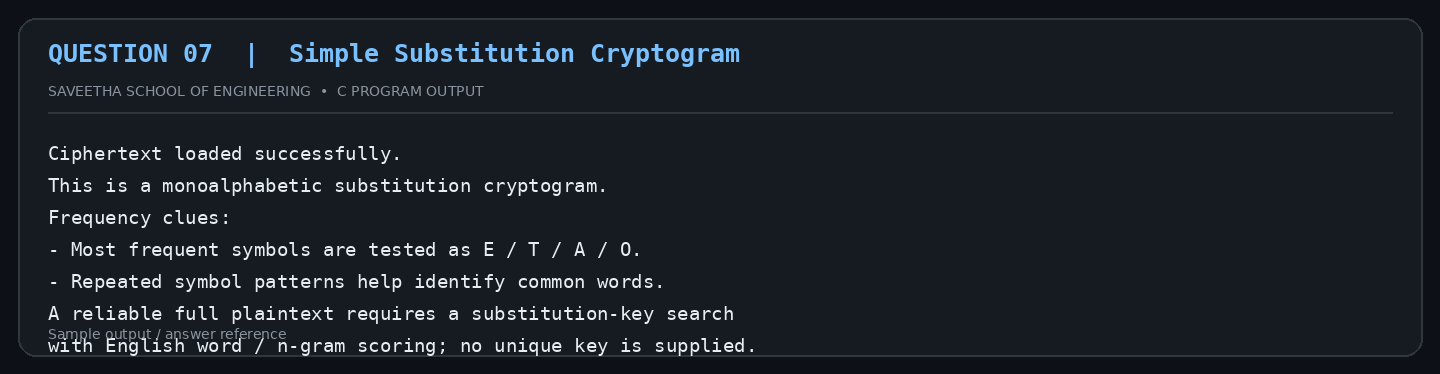 QUESTION 07 | Simple Substitution Cryptogram
SAVEETHA SCHOOL OF ENGINEERING • C PROGRAM OUTPUT
Ciphertext loaded successfully.
This is a monoalphabetic substitution cryptogram.
Frequency clues:
- Most frequent symbols are tested as E / T / A / O.
- Repeated symbol patterns help identify common words.
A reliable full plaintext requires a substitution-key search
Sample output / answer reference
with English word / n-gram scoring; no unique key is supplied.